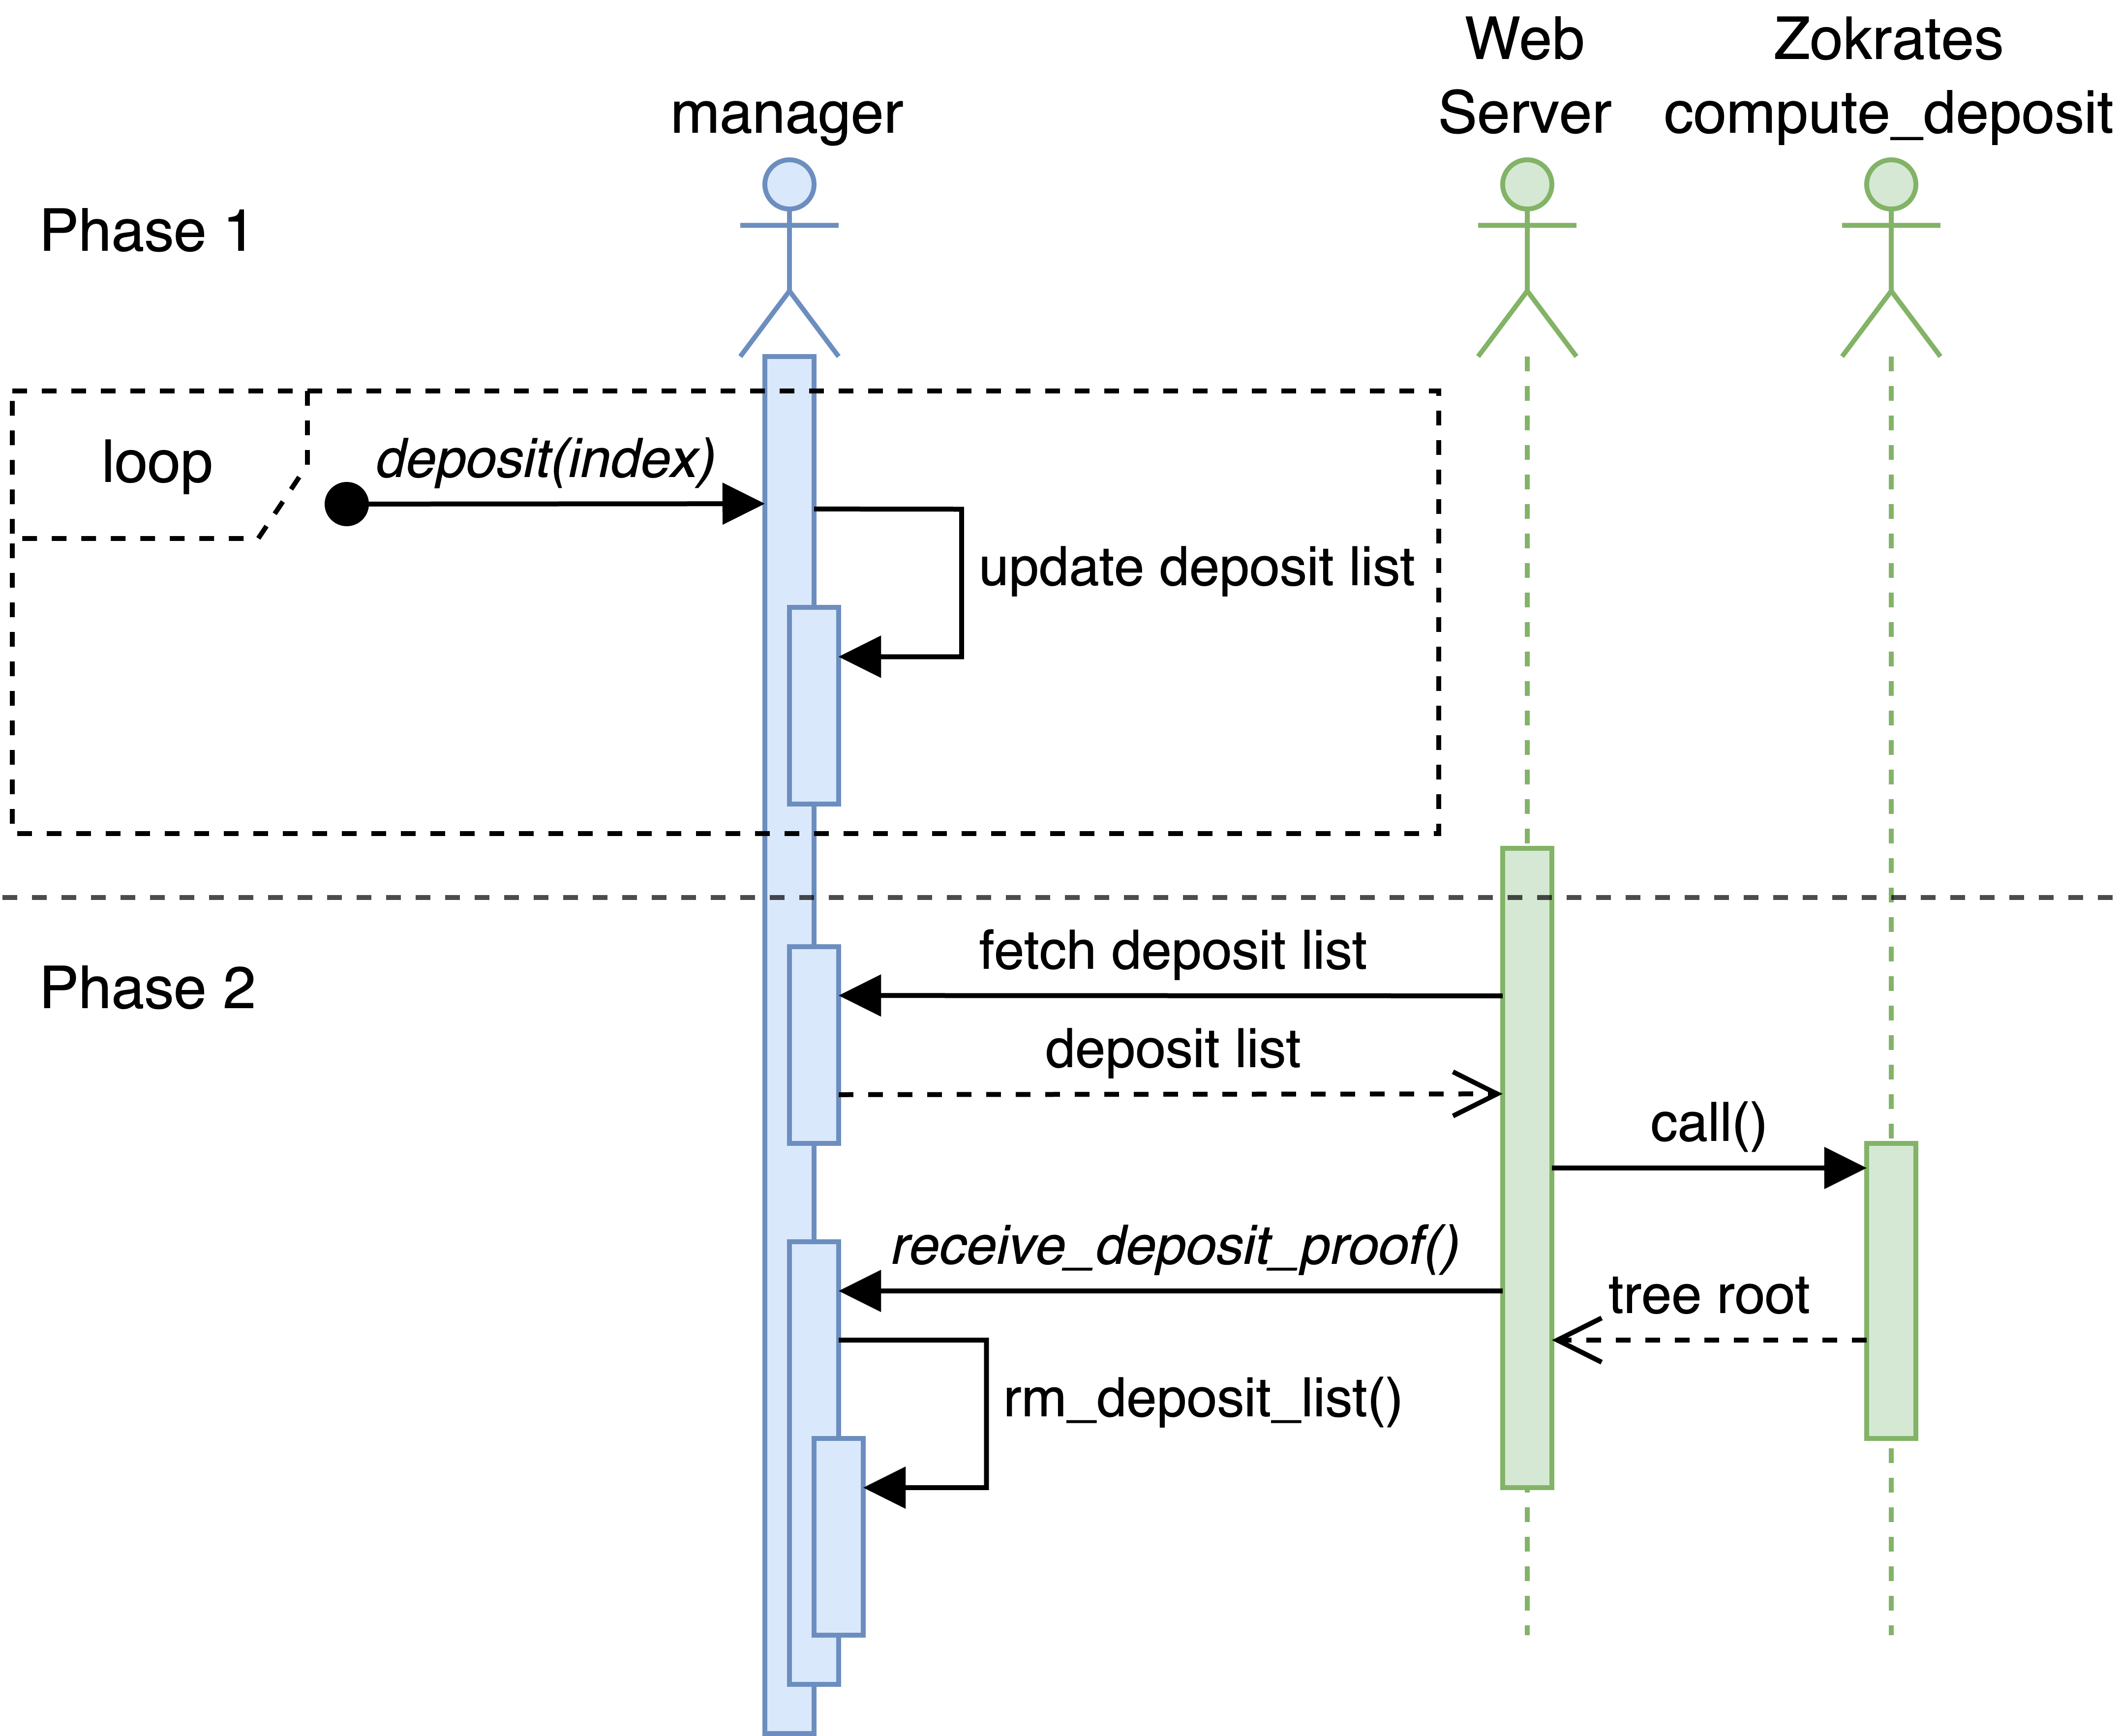 Web
Server
Zokrates
compute_deposit
manager
Phase 1
loop
deposit(index)
update deposit list
Phase 2
fetch deposit list
deposit list
call()
receive_deposit_proof()
tree root
rm_deposit_list()